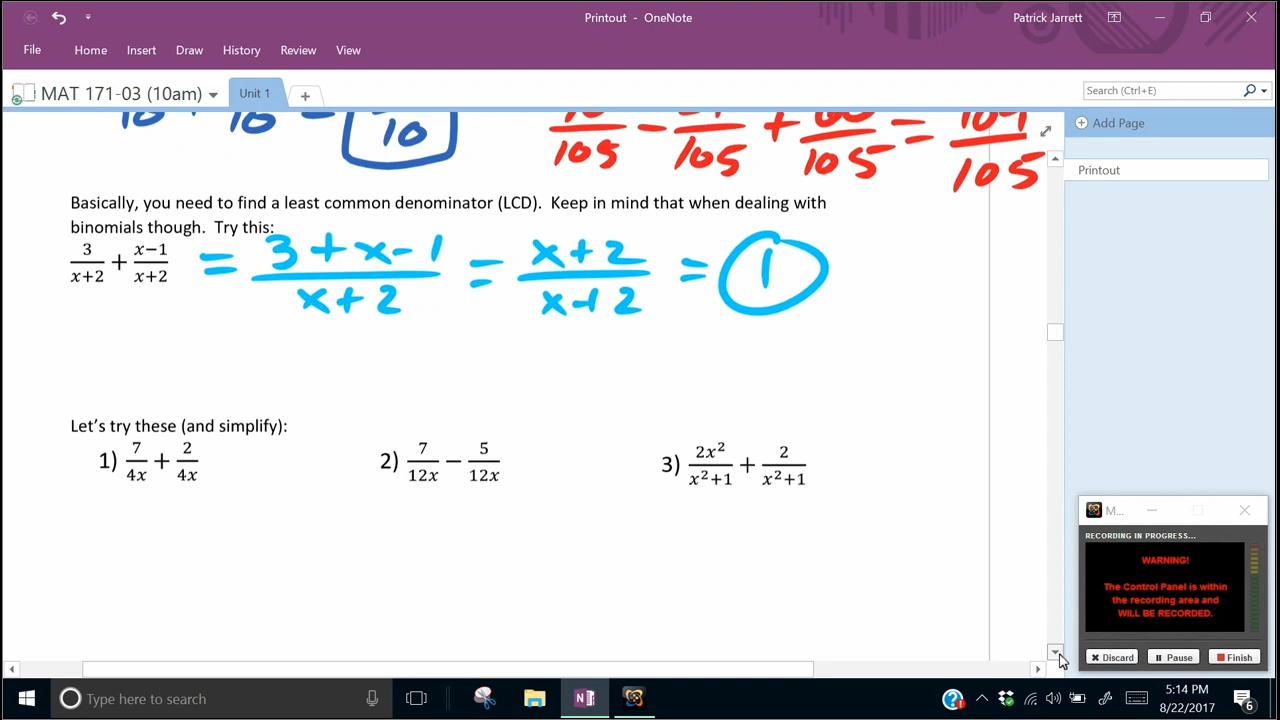 Printout - OneNote
Patrick Jarrett
File Home Insert Draw History Review View
MAT 171-03 (10am) Unit 1
Search (Ctrl+E)
Add Page
Printout
10 + 10 = 10
105 − 105 + 105 = 105
Basically, you need to find a least common denominator (LCD). Keep in mind that when dealing with
binomials though. Try this:
3/(x+2) + (x−1)/(x+2) = (3+x−1)/(x+2) = (x+2)/(x+2) = 1
Let's try these (and simplify):
1) 7/4x + 2/4x 2) 7/12x − 5/12x 3) 2x²/(x²+1) + 2/(x²+1)
M...
RECORDING IN PROGRESS...
WARNING!
The Control Panel is within
the recording area and
WILL BE RECORDED.
Discard Pause Finish
Type here to search
5:14 PM
8/22/2017
6